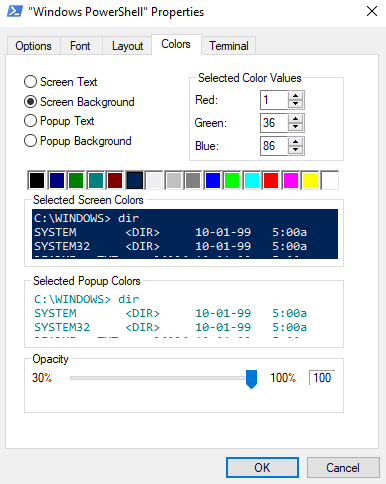 "Windows PowerShell" Properties
Options Font Layout Colors Terminal
Screen Text
Screen Background
Popup Text
Popup Background
Selected Color Values
Red: 1
Green: 36
Blue: 86
Selected Screen Colors
C:\WINDOWS> dir
SYSTEM <DIR> 10-01-99 5:00a
SYSTEM32 <DIR> 10-01-99 5:00a
Selected Popup Colors
C:\WINDOWS> dir
SYSTEM <DIR> 10-01-99 5:00a
SYSTEM32 <DIR> 10-01-99 5:00a
Opacity
30% 100% 100
OK Cancel